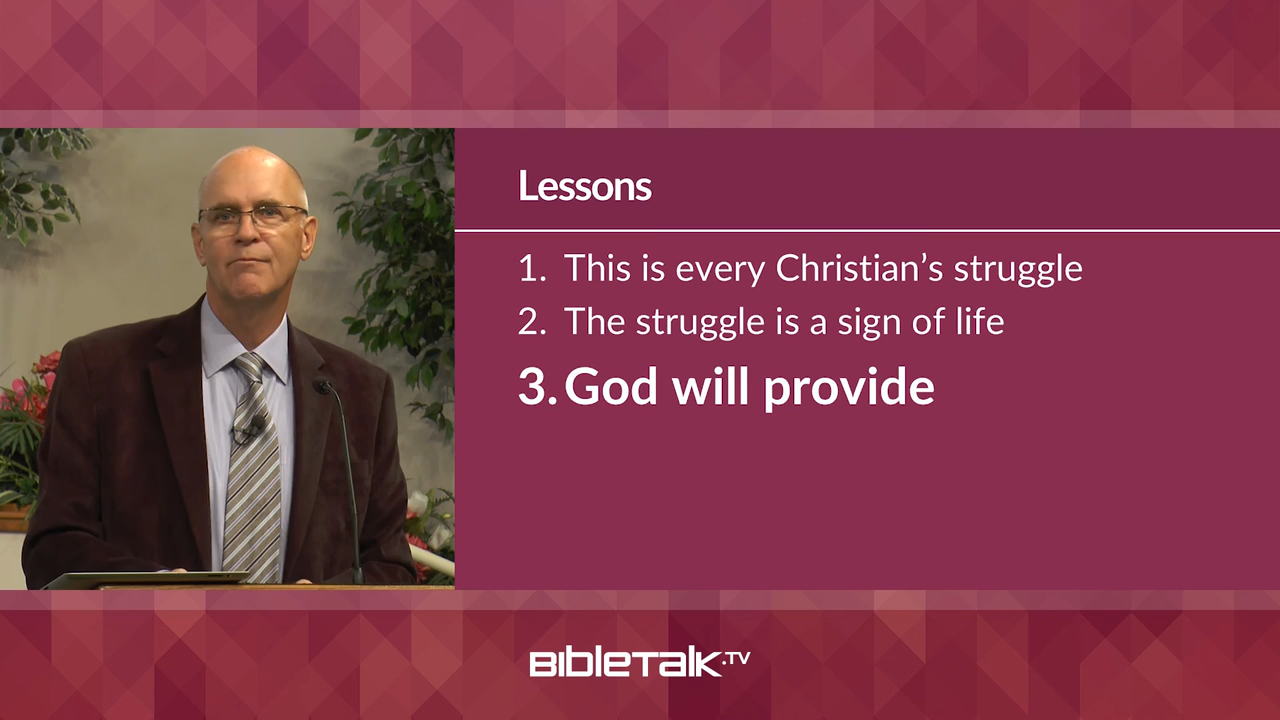 Lessons
1. This is every Christian’s struggle
2. The struggle is a sign of life
3. God will provide
BIBLETALK.TV